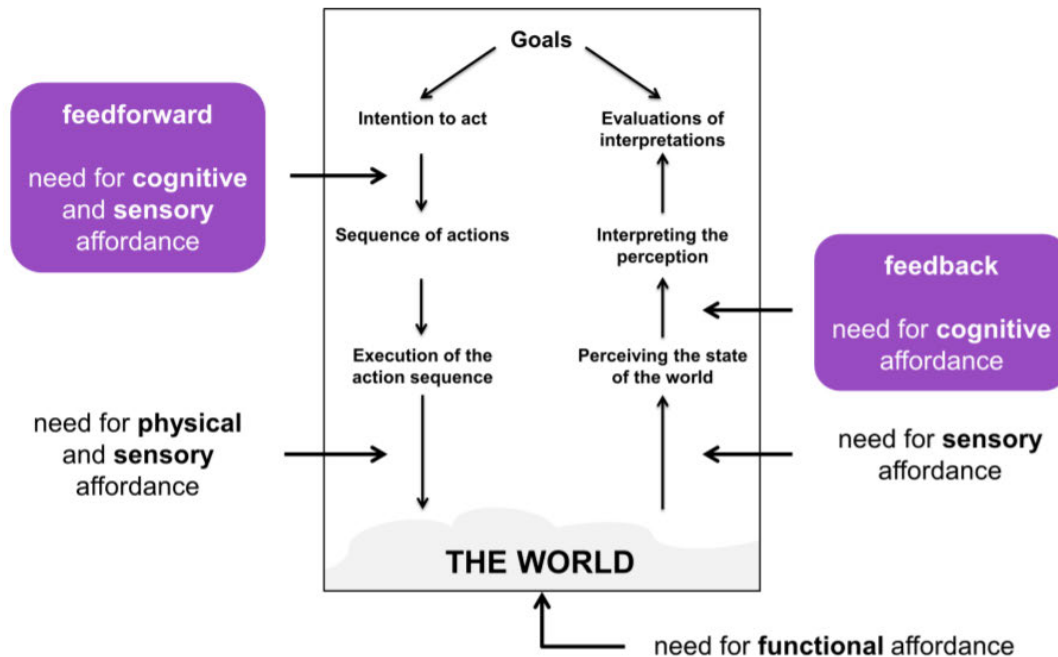 Goals
feedforward
need for cognitive
and sensory
affordance
Intention to act
Sequence of actions
Execution of the
action sequence
need for physical
and sensory
affordance
Evaluations of
interpretations
Interpreting the
perception
Perceiving the state
of the world
feedback
need for cognitive
affordance
need for sensory
affordance
THE WORLD
need for functional affordance